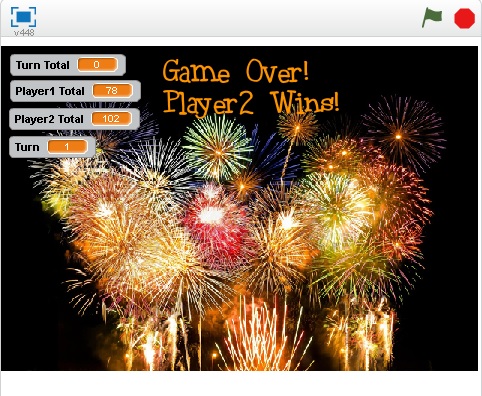 v448
Turn Total 0
Player1 Total 78
Player2 Total 102
Turn 1
Game Over!
Player2 Wins!